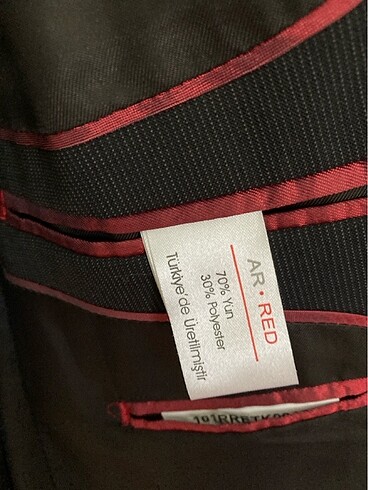 AR • RED
70% Yün
30% Polyester
Türkiye'de Üretilmiştir